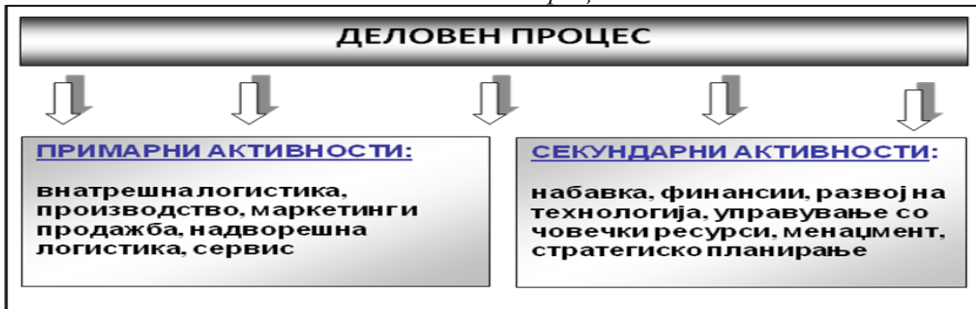 ДЕЛОВЕН ПРОЦЕС
ПРИМАРНИ АКТИВНОСТИ:
внатрешна логистика,
производство, маркетинг и
продажба, надворешна
логистика, сервис
СЕКУНДАРНИ АКТИВНОСТИ:
набавка, финансии, развој на
технологија, управување со
човечки ресурси, менаџмент,
стратегиско планирање